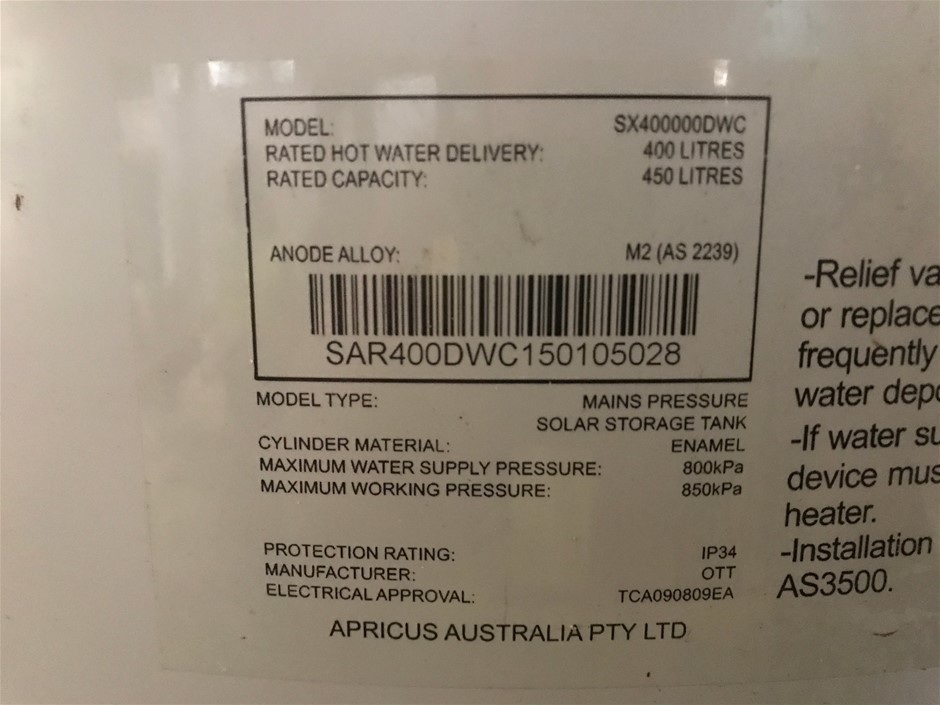 MODEL: SX400000DWC
RATED HOT WATER DELIVERY: 400 LITRES
RATED CAPACITY: 450 LITRES
ANODE ALLOY: M2 (AS 2239)
SAR400DWC150105028
MODEL TYPE: MAINS PRESSURE
SOLAR STORAGE TANK
CYLINDER MATERIAL: ENAMEL
MAXIMUM WATER SUPPLY PRESSURE: 800kPa
MAXIMUM WORKING PRESSURE: 850kPa
PROTECTION RATING: IP34
MANUFACTURER: OTT
ELECTRICAL APPROVAL: TCA090809EA
APRICUS AUSTRALIA PTY LTD
-Relief va
or replace
frequently
water depo
-If water su
device mus
heater.
-Installation
AS3500.